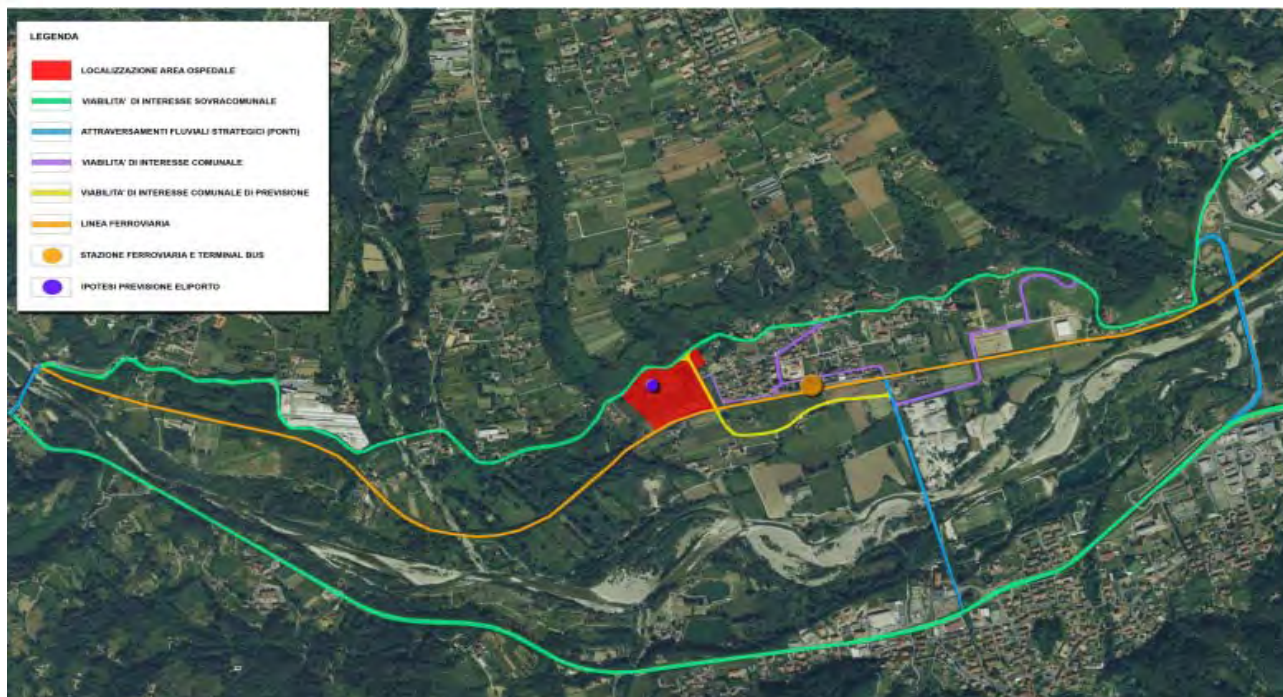 LEGENDA
LOCALIZZAZIONE AREA OSPEDALE
VIABILITA' DI INTERESSE SOVRACOMUNALE
ATTRAVERSAMENTI FLUVIALI STRATEGICI (PONTI)
VIABILITA' DI INTERESSE COMUNALE
VIABILITA' DI INTERESSE COMUNALE DI PREVISIONE
LINEA FERROVIARIA
STAZIONE FERROVIARIA E TERMINAL BUS
IPOTESI PREVISIONE ELIPORTO